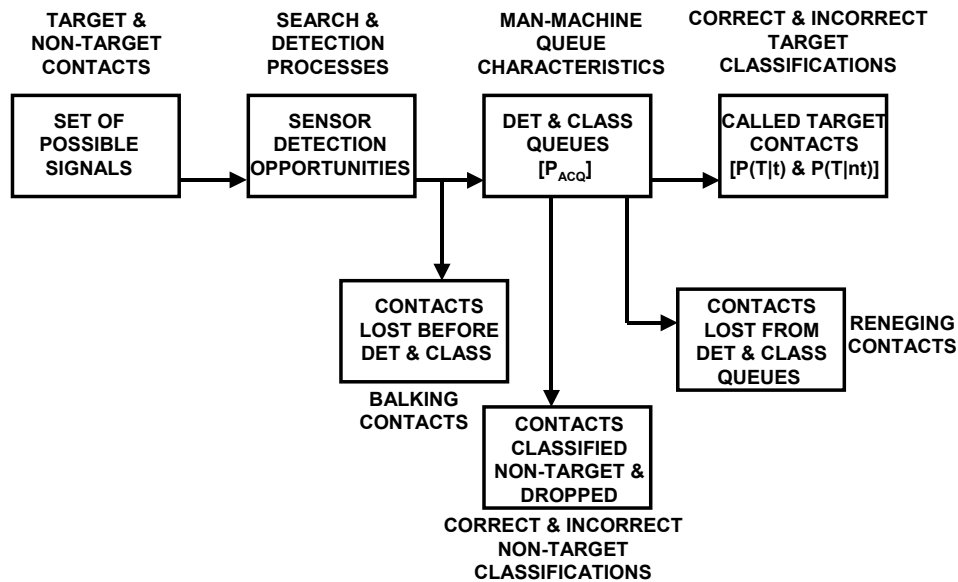 TARGET &
NON-TARGET
CONTACTS
SEARCH &
DETECTION
PROCESSES
MAN-MACHINE
QUEUE
CHARACTERISTICS
CORRECT & INCORRECT
TARGET
CLASSIFICATIONS
SET OF
POSSIBLE
SIGNALS
SENSOR
DETECTION
OPPORTUNITIES
DET & CLASS
QUEUES
[PACQ]
CALLED TARGET
CONTACTS
[P(T|t) & P(T|nt)]
CONTACTS
LOST BEFORE
DET & CLASS
BALKING
CONTACTS
CONTACTS
LOST FROM
DET & CLASS
QUEUES
RENEGING
CONTACTS
CONTACTS
CLASSIFIED
NON-TARGET &
DROPPED
CORRECT & INCORRECT
NON-TARGET
CLASSIFICATIONS